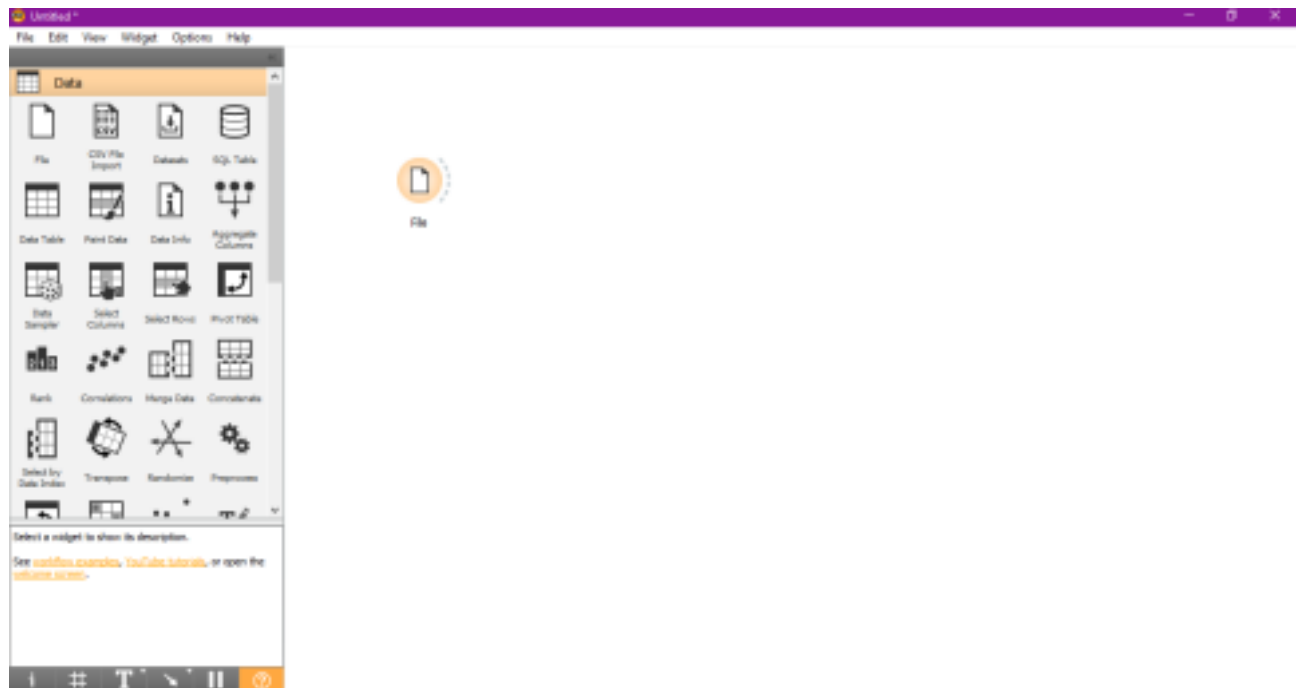 Untitled *
File Edit View Widget Options Help
Data
File
CSV File Import
Datasets
SQL Table
Data Table
Paint Data
Data Info
Aggregate Columns
Data Sampler
Select Columns
Select Rows
Pivot Table
Rank
Correlations
Merge Data
Concatenate
Select by Data Index
Transpose
Randomize
Preprocess
File
Select a widget to show its description.
See workflow examples, YouTube tutorials, or open the
welcome screen.